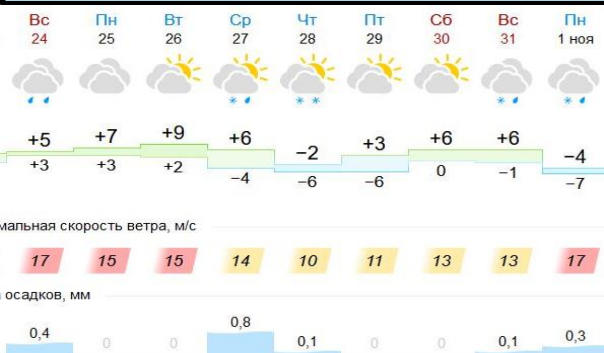 Вс Пн Вт Ср Чт Пт Сб Вс Пн
24 25 26 27 28 29 30 31 1 ноя
+5 +7 +9 +6 −2 +3 +6 +6 −4
+3 +3 +2 −4 −6 −6 0 −1 −7
мальная скорость ветра, м/с
17 15 15 14 10 11 13 13 17
осадков, мм
0,4 0 0 0,8 0,1 0 0 0,1 0,3